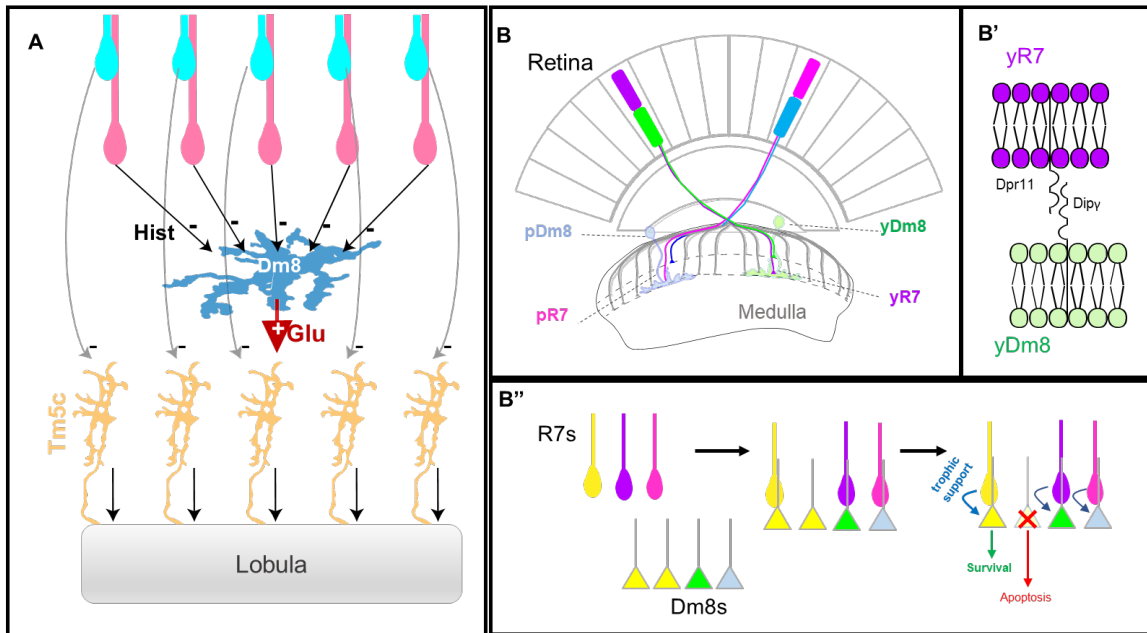 A
-
-
-
-
-
Hist
Dm8
+
Glu
-
-
-
-
-
Tm5c
Lobula
B
Retina
pDm8
yDm8
yR7
pR7
Medulla
B’
yR7
Dpr11
Dipγ
yDm8
B”
R7s
Dm8s
trophic
support
Survival
Apoptosis